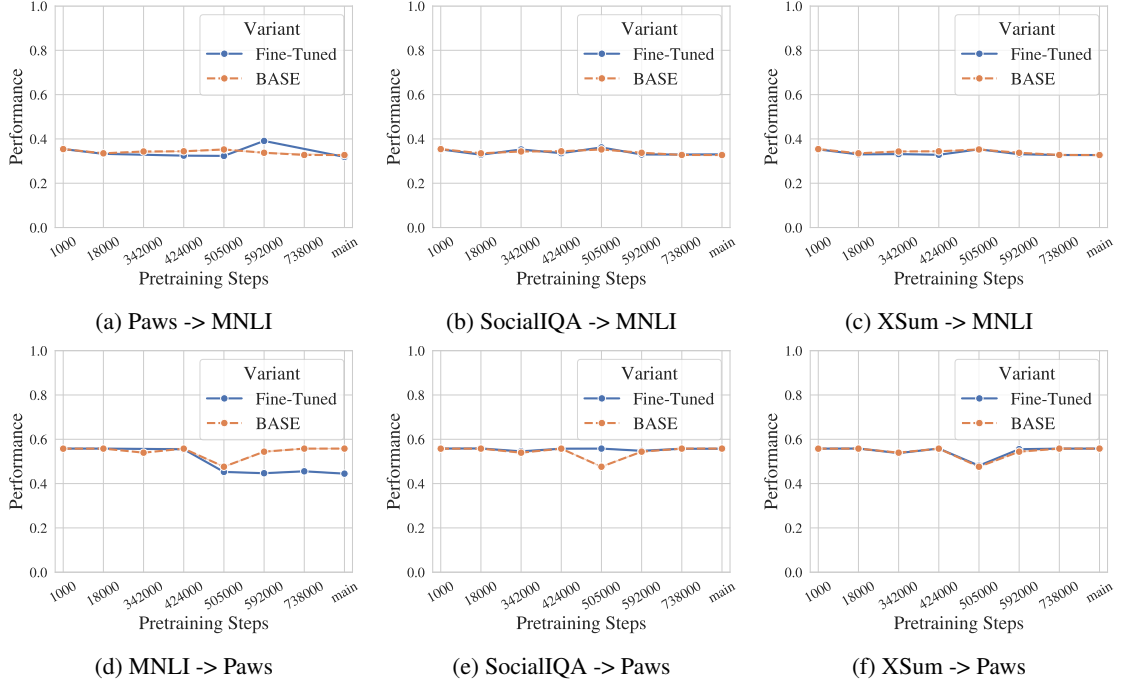 Variant
Fine-Tuned
BASE
1.0
0.8
0.6
0.4
0.2
0.0
Performance
1000
18000
342000
424000
505000
592000
738000
main
Pretraining Steps
(a) Paws -> MNLI
Variant
Fine-Tuned
BASE
1.0
0.8
0.6
0.4
0.2
0.0
Performance
1000
18000
342000
424000
505000
592000
738000
main
Pretraining Steps
(b) SocialIQA -> MNLI
Variant
Fine-Tuned
BASE
1.0
0.8
0.6
0.4
0.2
0.0
Performance
1000
18000
342000
424000
505000
592000
738000
main
Pretraining Steps
(c) XSum -> MNLI
Variant
Fine-Tuned
BASE
1.0
0.8
0.6
0.4
0.2
0.0
Performance
1000
18000
342000
424000
505000
592000
738000
main
Pretraining Steps
(d) MNLI -> Paws
Variant
Fine-Tuned
BASE
1.0
0.8
0.6
0.4
0.2
0.0
Performance
1000
18000
342000
424000
505000
592000
738000
main
Pretraining Steps
(e) SocialIQA -> Paws
Variant
Fine-Tuned
BASE
1.0
0.8
0.6
0.4
0.2
0.0
Performance
1000
18000
342000
424000
505000
592000
738000
main
Pretraining Steps
(f) XSum -> Paws